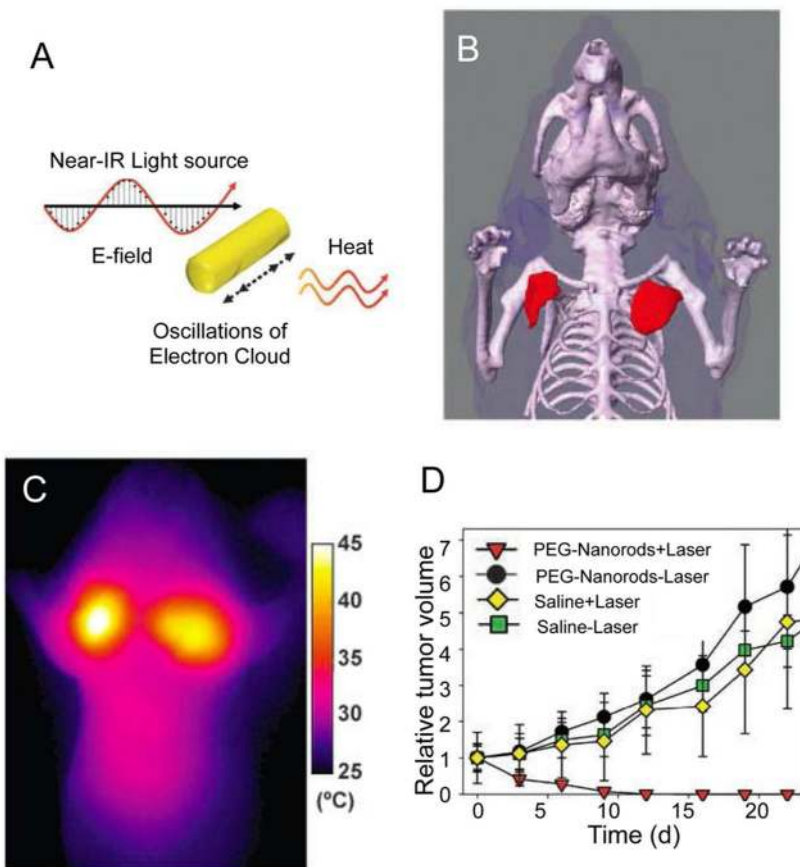 A
Near-IR Light source
E-field
Heat
Oscillations of
Electron Cloud
B
C
45
40
35
30
25
(ºC)
D
PEG-Nanorods+Laser
PEG-Nanorods-Laser
Saline+Laser
Saline-Laser
Relative tumor volume
7
6
5
4
3
2
1
0
0
5
10
15
20
Time (d)